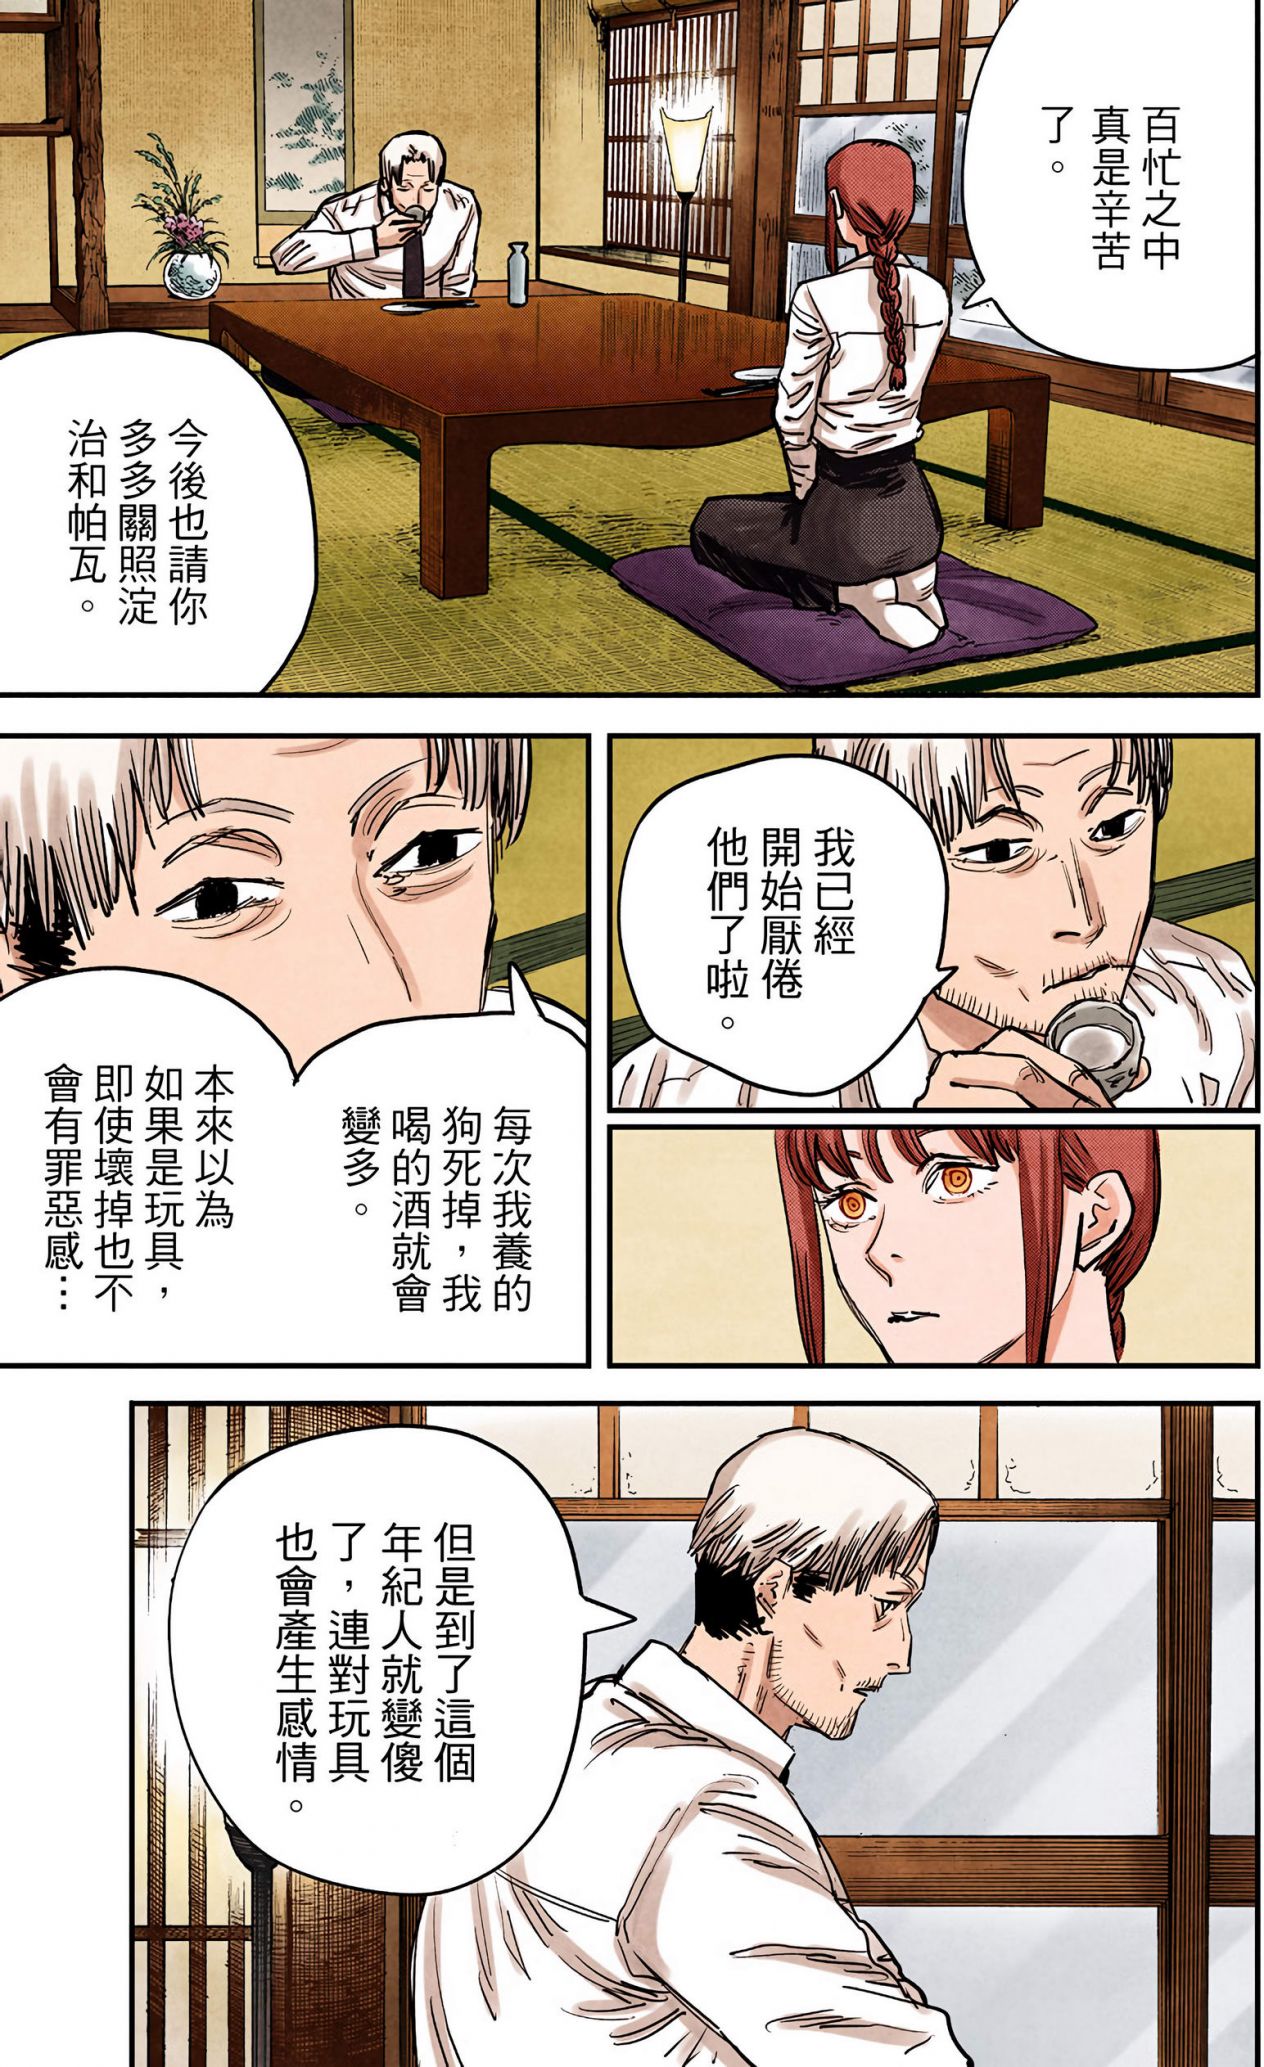 百忙之中
真是辛苦
了。
今後也請你
多多關照淀
治和帕瓦。
我已經
開始厭倦
他們了啦。
每次我養的
狗死掉，我
喝的酒就會
變多。
本來以為
如果是玩具，
即使壞掉也不
會有罪惡感…
但是到了這個
年紀人就變傻
了，連對玩具
也會產生感情。